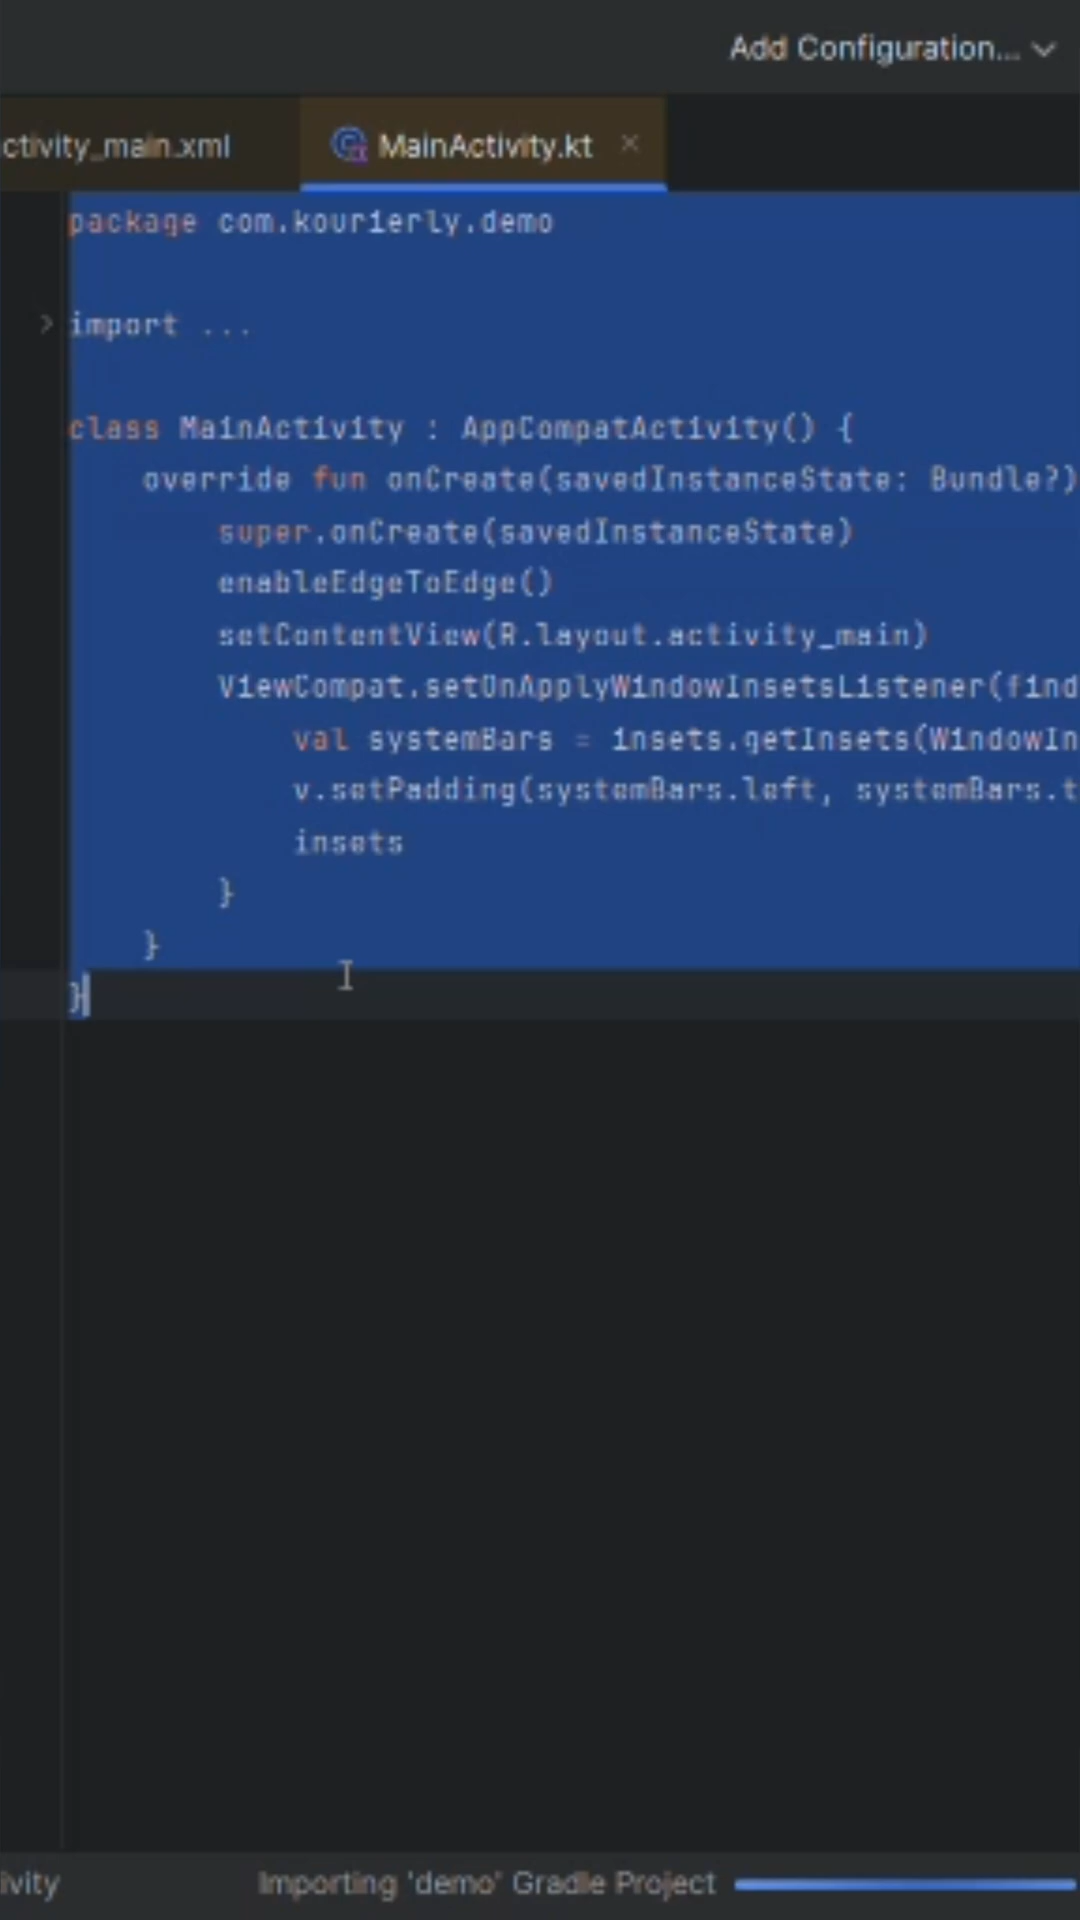 Add Configuration...
ctivity_main.xml
MainActivity.kt
package com.kourierly.demo
import ...
class MainActivity : AppCompatActivity() {
override fun onCreate(savedInstanceState: Bundle?)
super.onCreate(savedInstanceState)
enableEdgeToEdge()
setContentView(R.layout.activity_main)
ViewCompat.setOnApplyWindowInsetsListener(find
val systemBars = insets.getInsets(WindowIn
v.setPadding(systemBars.left, systemBars.t
insets
}
}
}
ivity
Importing 'demo' Gradle Project